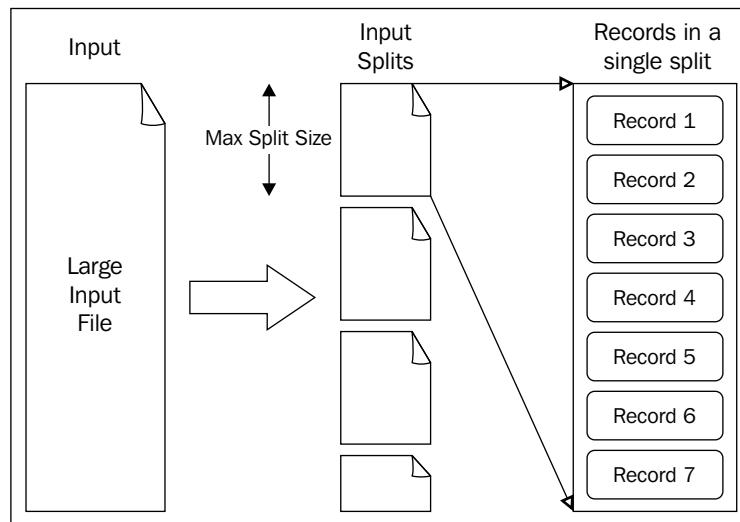 Input
Input
Splits
Records in a
single split
Max Split Size
Large
Input
File
Record 1
Record 2
Record 3
Record 4
Record 5
Record 6
Record 7